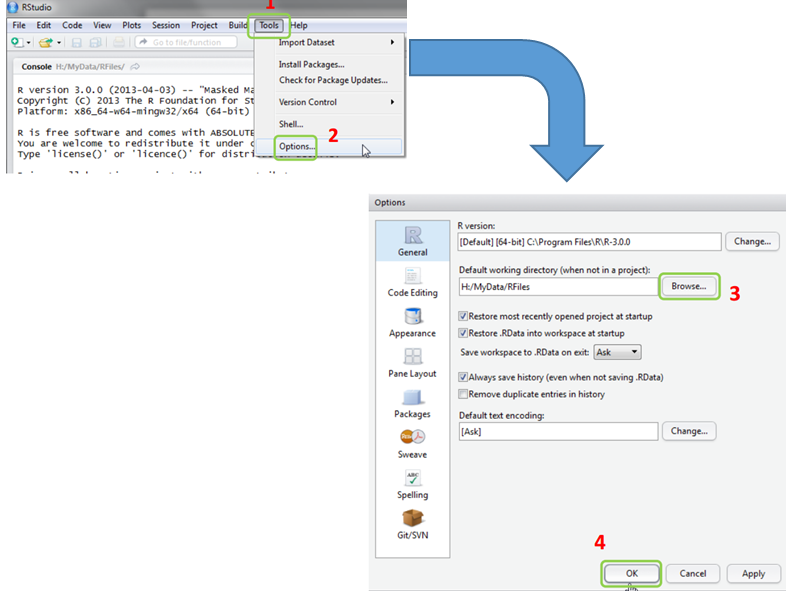 1
RStudio
File Edit Code View Plots Session Project Build Tools Help
Go to file/function
Import Dataset
Install Packages...
Check for Package Updates...
Version Control
Shell...
2
Options...
Console H:/MyData/RFiles/
R version 3.0.0 (2013-04-03) -- "Masked Ma
Copyright (C) 2013 The R Foundation for St
Platform: x86_64-w64-mingw32/x64 (64-bit)
R is free software and comes with ABSOLUTE
You are welcome to redistribute it under c
Type 'license()' or 'licence()' for distri
Options
General
Code Editing
Appearance
Pane Layout
Packages
Sweave
Spelling
Git/SVN
R version:
[Default] [64-bit] C:\Program Files\R\R-3.0.0
Change...
Default working directory (when not in a project):
H:/MyData/RFiles
Browse...
3
Restore most recently opened project at startup
Restore .RData into workspace at startup
Save workspace to .RData on exit: Ask
Always save history (even when not saving .RData)
Remove duplicate entries in history
Default text encoding:
[Ask]
Change...
4
OK Cancel Apply